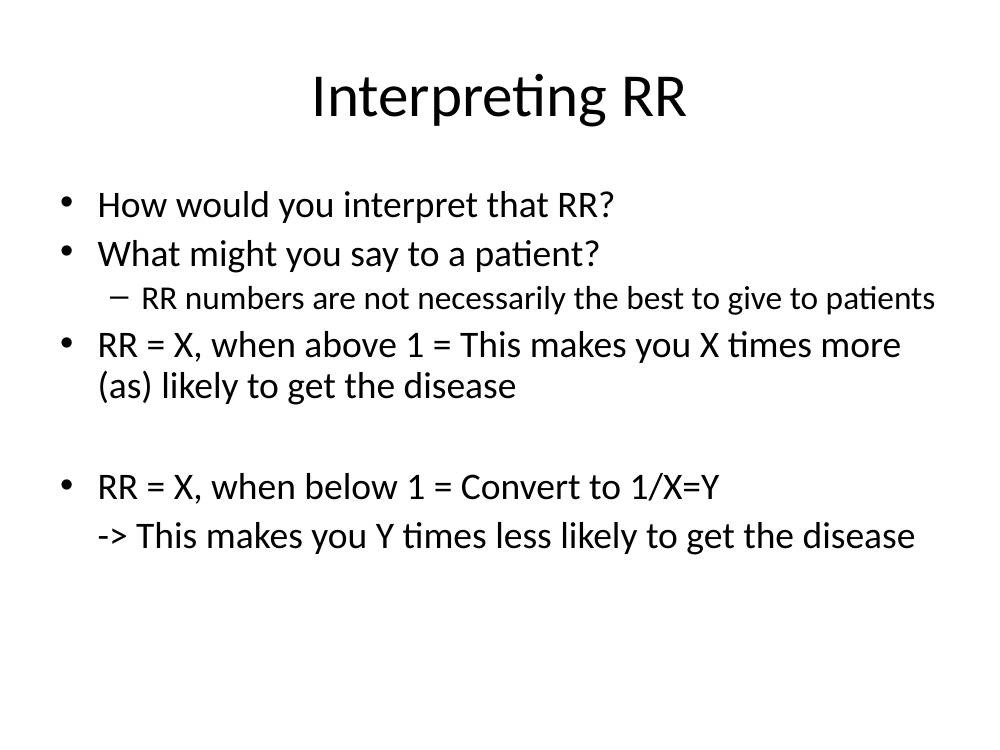 Interpreting RR
• How would you interpret that RR?
• What might you say to a patient?
– RR numbers are not necessarily the best to give to patients
• RR = X, when above 1 = This makes you X times more
(as) likely to get the disease
• RR = X, when below 1 = Convert to 1/X=Y
-> This makes you Y times less likely to get the disease